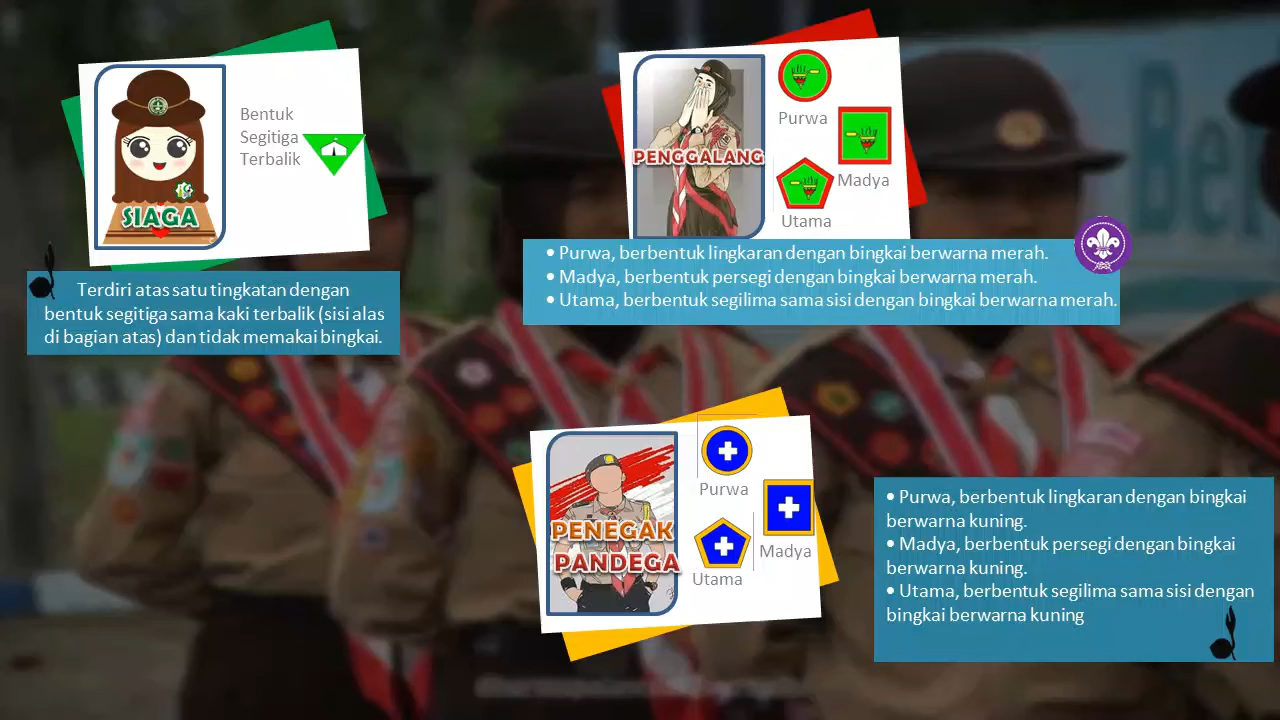 Bentuk
Segitiga
Terbalik
SIAGA
Terdiri atas satu tingkatan dengan
bentuk segitiga sama kaki terbalik (sisi alas
di bagian atas) dan tidak memakai bingkai.
PENGGALANG
Purwa
Madya
Utama
• Purwa, berbentuk lingkaran dengan bingkai berwarna merah.
• Madya, berbentuk persegi dengan bingkai berwarna merah.
• Utama, berbentuk segilima sama sisi dengan bingkai berwarna merah.
PENEGAK
PANDEGA
Purwa
Madya
Utama
• Purwa, berbentuk lingkaran dengan bingkai
berwarna kuning.
• Madya, berbentuk persegi dengan bingkai
berwarna kuning.
• Utama, berbentuk segilima sama sisi dengan
bingkai berwarna kuning